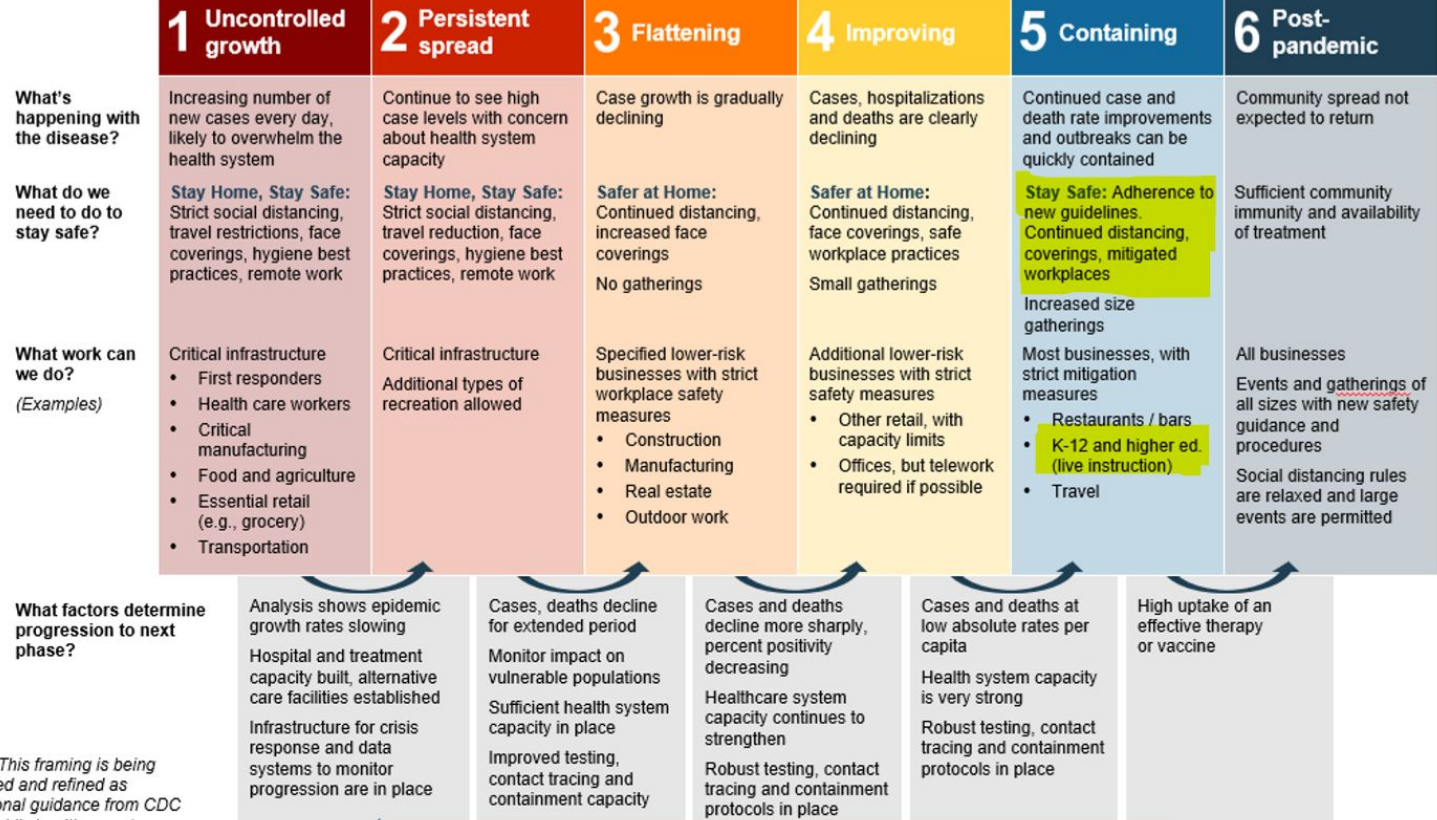 1 Uncontrolled
growth
2 Persistent
spread
3 Flattening
4 Improving
5 Containing
6 Post-
pandemic
What's
happening with
the disease?
Increasing number of
new cases every day,
likely to overwhelm the
health system
Continue to see high
case levels with concern
about health system
capacity
Case growth is gradually
declining
Cases, hospitalizations
and deaths are clearly
declining
Continued case and
death rate improvements
and outbreaks can be
quickly contained
Community spread not
expected to return
What do we
need to do to
stay safe?
Stay Home, Stay Safe:
Strict social distancing,
travel restrictions, face
coverings, hygiene best
practices, remote work
Stay Home, Stay Safe:
Strict social distancing,
travel reduction, face
coverings, hygiene best
practices, remote work
Safer at Home:
Continued distancing,
increased face
coverings
No gatherings
Safer at Home:
Continued distancing,
face coverings, safe
workplace practices
Small gatherings
Stay Safe: Adherence to
new guidelines.
Continued distancing,
coverings, mitigated
workplaces
Increased size
gatherings
Sufficient community
immunity and availability
of treatment
What work can
we do?
(Examples)
Critical infrastructure
• First responders
• Health care workers
• Critical
manufacturing
• Food and agriculture
• Essential retail
(e.g., grocery)
• Transportation
Critical infrastructure
Additional types of
recreation allowed
Specified lower-risk
businesses with strict
workplace safety
measures
• Construction
• Manufacturing
• Real estate
• Outdoor work
Additional lower-risk
businesses with strict
safety measures
• Other retail, with
capacity limits
• Offices, but telework
required if possible
Most businesses, with
strict mitigation
measures
• Restaurants / bars
• K-12 and higher ed.
(live instruction)
• Travel
All businesses
Events and gatherings of
all sizes with new safety
guidance and
procedures
Social distancing rules
are relaxed and large
events are permitted
What factors determine
progression to next
phase?
Analysis shows epidemic
growth rates slowing
Hospital and treatment
capacity built, alternative
care facilities established
Infrastructure for crisis
response and data
systems to monitor
progression are in place
Cases, deaths decline
for extended period
Monitor impact on
vulnerable populations
Sufficient health system
capacity in place
Improved testing,
contact tracing and
containment capacity
Cases and deaths
decline more sharply,
percent positivity
decreasing
Healthcare system
capacity continues to
strengthen
Robust testing, contact
tracing and containment
protocols in place
Cases and deaths at
low absolute rates per
capita
Health system capacity
is very strong
Robust testing, contact
tracing and containment
protocols in place
High uptake of an
effective therapy
or vaccine
This framing is being
ed and refined as
onal guidance from CDC